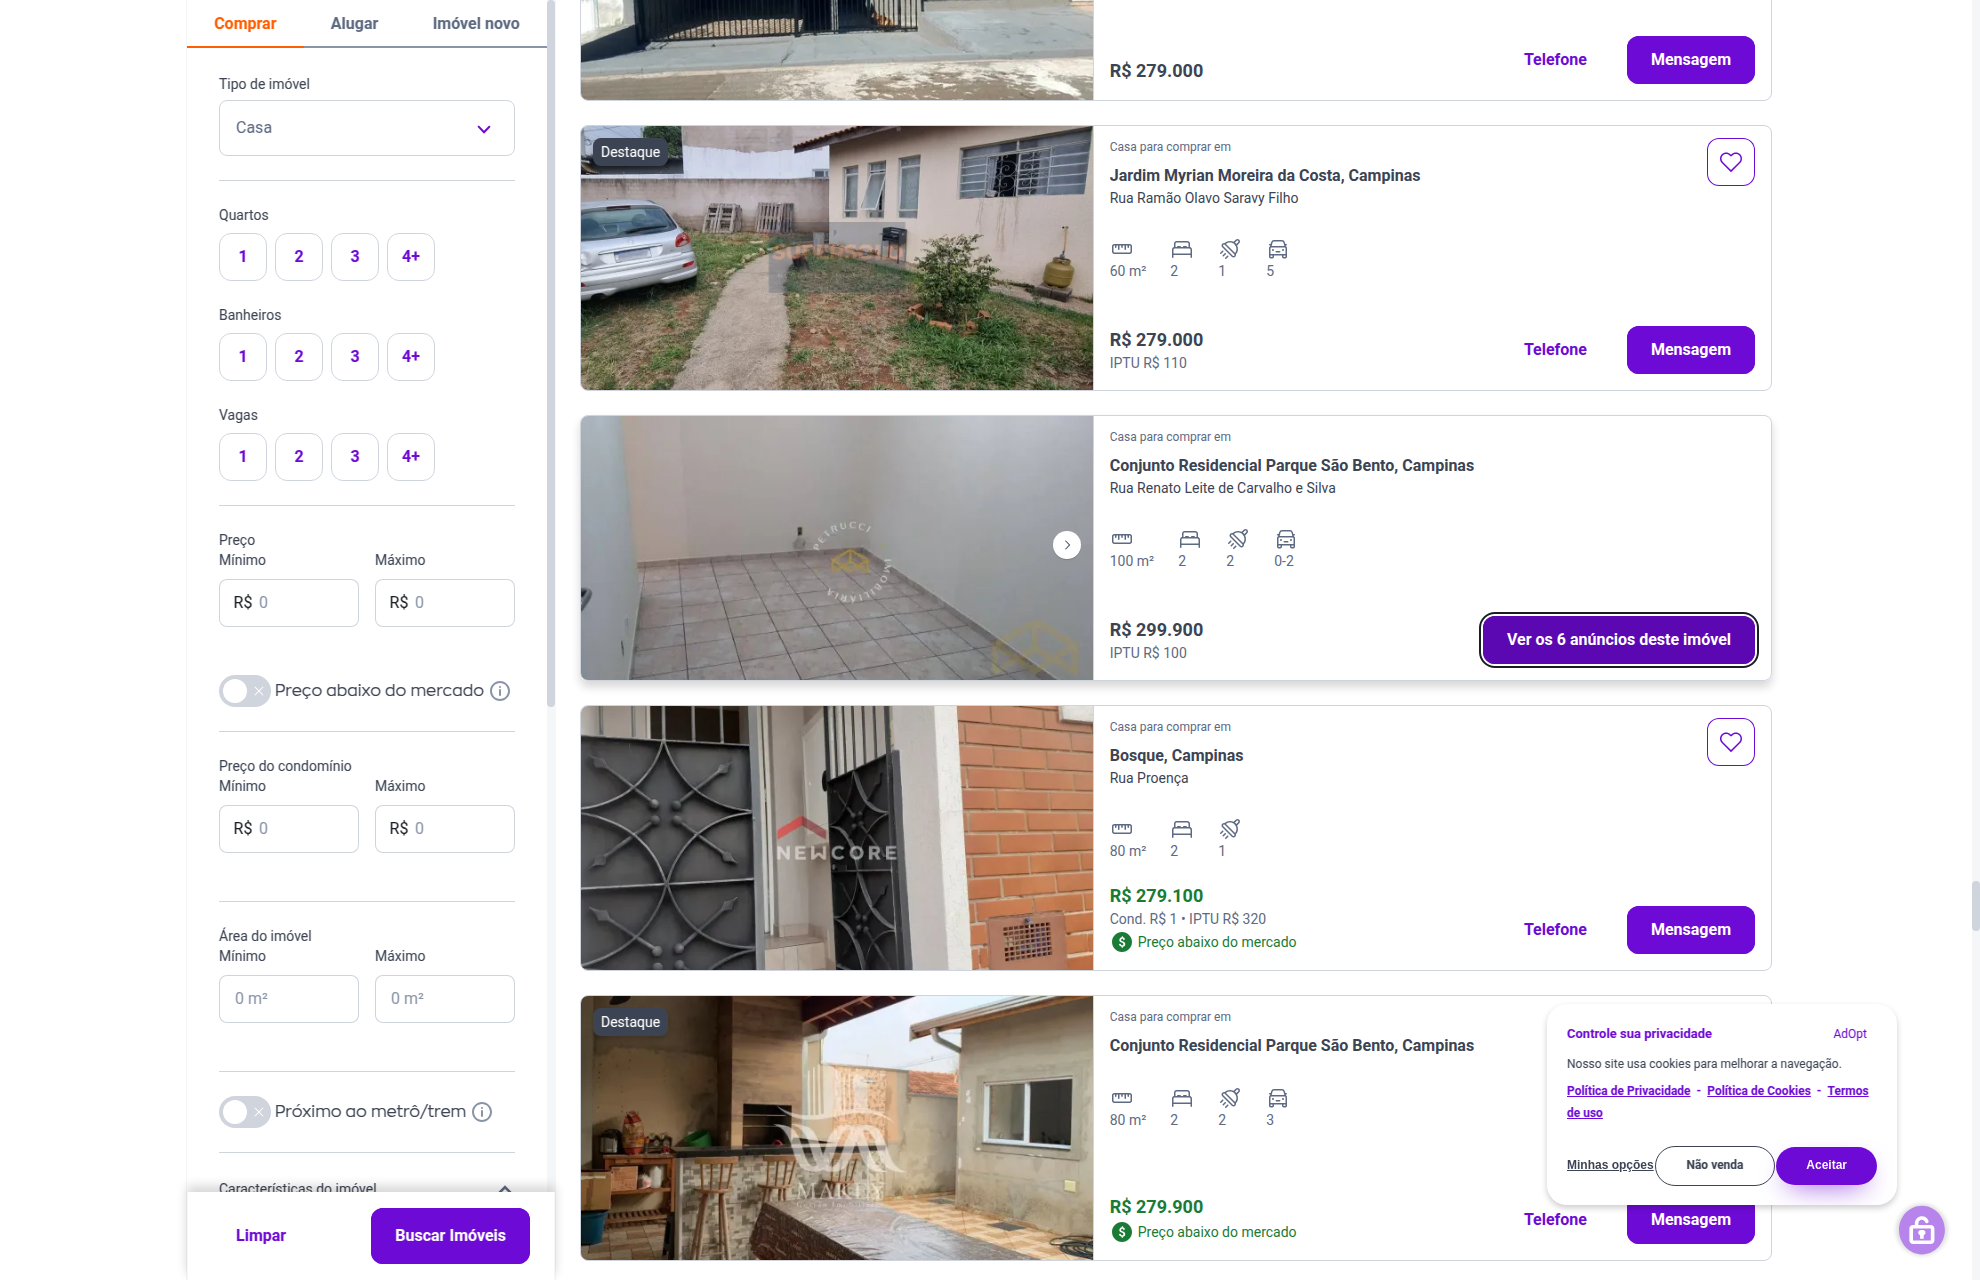 Comprar
Alugar
Imóvel novo
Tipo de imóvel
Casa
Quartos
1
2
3
4+
Banheiros
1
2
3
4+
Vagas
1
2
3
4+
Preço
Mínimo
Máximo
R$ 0
R$ 0
Preço abaixo do mercado
Preço do condomínio
Mínimo
Máximo
R$ 0
R$ 0
Área do imóvel
Mínimo
Máximo
0 m²
0 m²
Próximo ao metrô/trem
Características do imóvel
Limpar
Buscar Imóveis
R$ 279.000
Telefone
Mensagem
Destaque
Casa para comprar em
Jardim Myrian Moreira da Costa, Campinas
Rua Ramão Olavo Saravy Filho
60 m²
2
1
5
R$ 279.000
IPTU R$ 110
Telefone
Mensagem
PETRUCCI
IMOBILIARIA
Casa para comprar em
Conjunto Residencial Parque São Bento, Campinas
Rua Renato Leite de Carvalho e Silva
100 m²
2
2
0-2
R$ 299.900
IPTU R$ 100
Ver os 6 anúncios deste imóvel
NEWCORE
Casa para comprar em
Bosque, Campinas
Rua Proença
80 m²
2
1
R$ 279.100
Cond. R$ 1 • IPTU R$ 320
Preço abaixo do mercado
Telefone
Mensagem
Destaque
Casa para comprar em
Conjunto Residencial Parque São Bento, Campinas
80 m²
2
2
3
R$ 279.900
Preço abaixo do mercado
Telefone
Mensagem
Controle sua privacidade
AdOpt
Nosso site usa cookies para melhorar a navegação.
Política de Privacidade - Política de Cookies - Termos
de uso
Minhas opções
Não venda
Aceitar